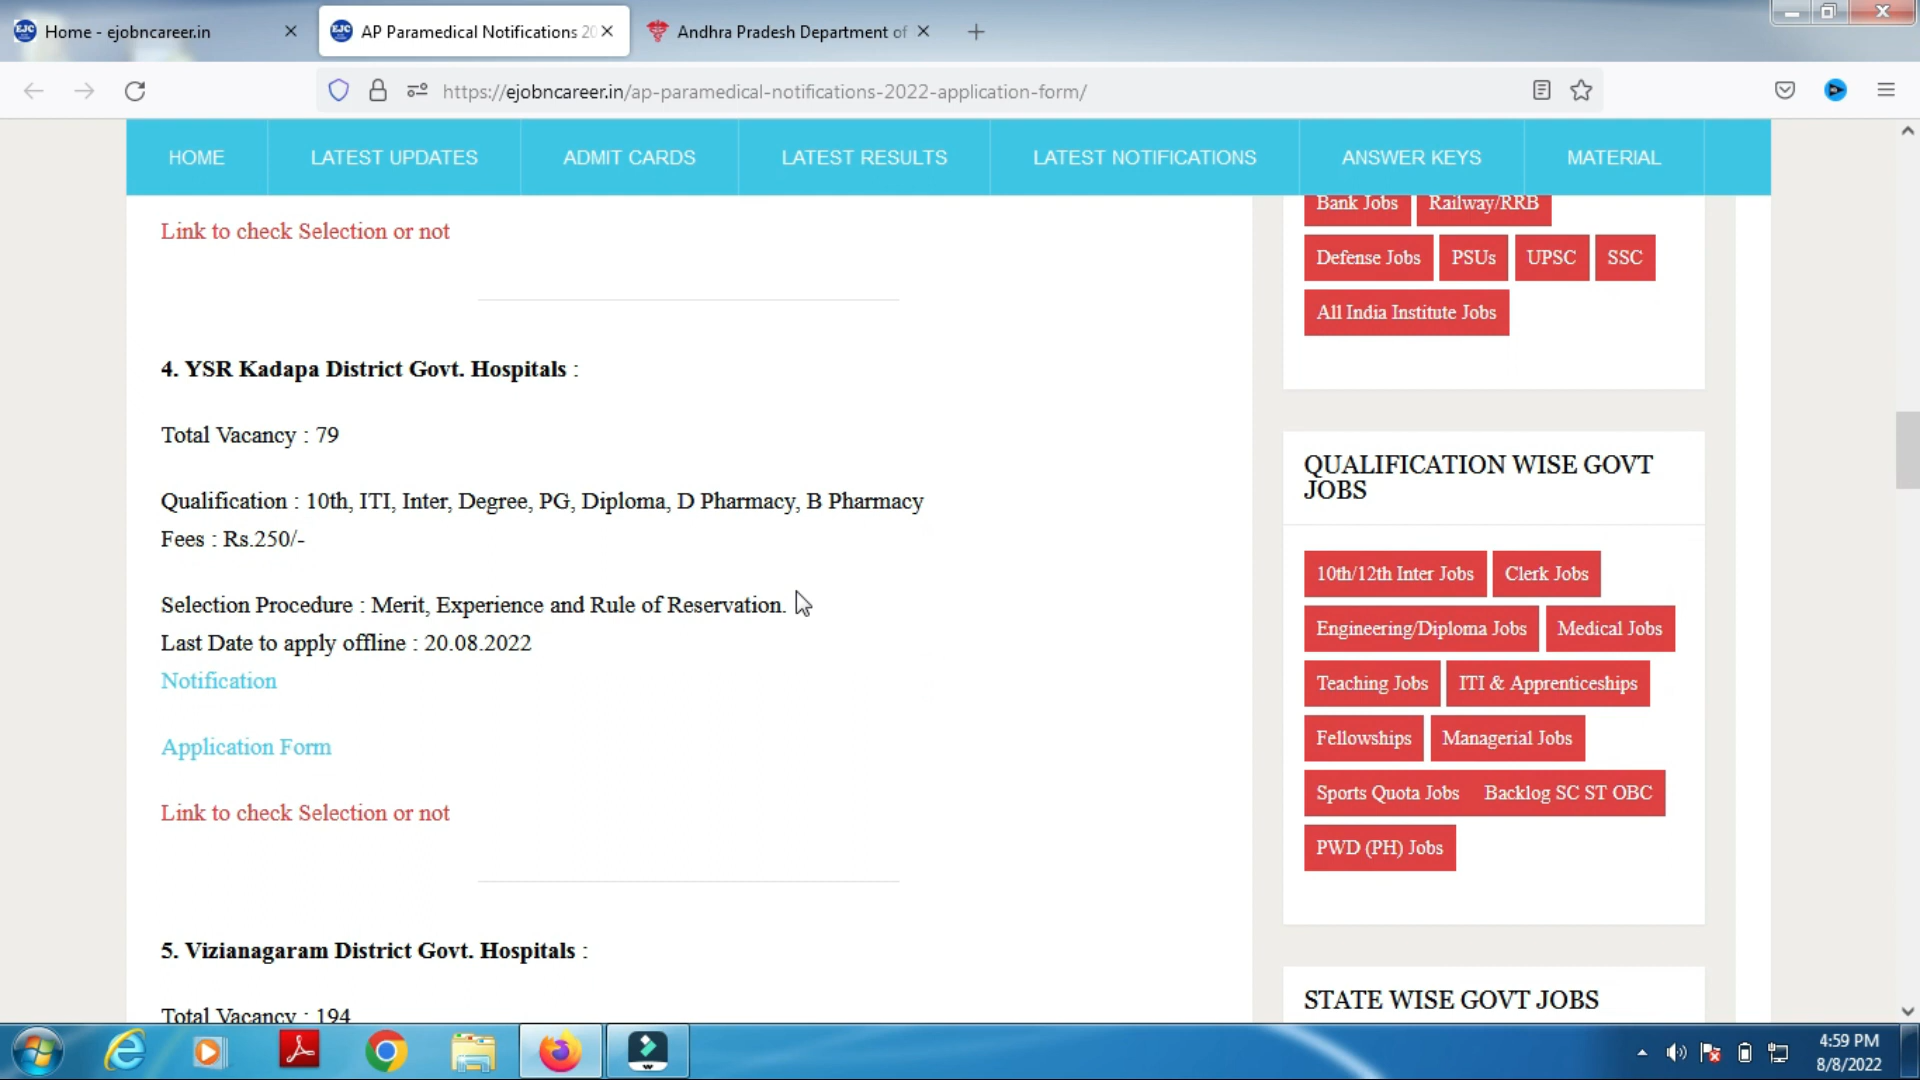 Home - ejobncareer.in
AP Paramedical Notifications 20
Andhra Pradesh Department of
https://ejobncareer.in/ap-paramedical-notifications-2022-application-form/
HOME
LATEST UPDATES
ADMIT CARDS
LATEST RESULTS
LATEST NOTIFICATIONS
ANSWER KEYS
MATERIAL
Link to check Selection or not
4. YSR Kadapa District Govt. Hospitals :
Total Vacancy : 79
Qualification : 10th, ITI, Inter, Degree, PG, Diploma, D Pharmacy, B Pharmacy
Fees : Rs.250/-
Selection Procedure : Merit, Experience and Rule of Reservation.
Last Date to apply offline : 20.08.2022
Notification
Application Form
Link to check Selection or not
5. Vizianagaram District Govt. Hospitals :
Total Vacancy : 194
Bank Jobs
Railway/RRB
Defense Jobs
PSUs
UPSC
SSC
All India Institute Jobs
QUALIFICATION WISE GOVT
JOBS
10th/12th Inter Jobs
Clerk Jobs
Engineering/Diploma Jobs
Medical Jobs
Teaching Jobs
ITI & Apprenticeships
Fellowships
Managerial Jobs
Sports Quota Jobs
Backlog SC ST OBC
PWD (PH) Jobs
STATE WISE GOVT JOBS
4:59 PM
8/8/2022